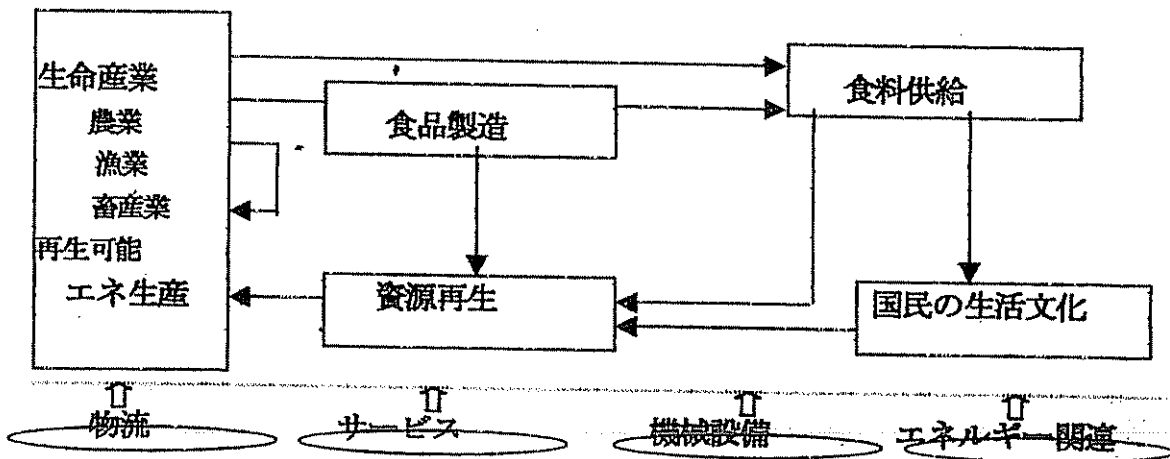 生命産業
農業
漁業
畜産業
再生可能
エネ生産
食品製造
食料供給
資源再生
国民の生活文化
物流
サービス
機械設備
エネルギー関連